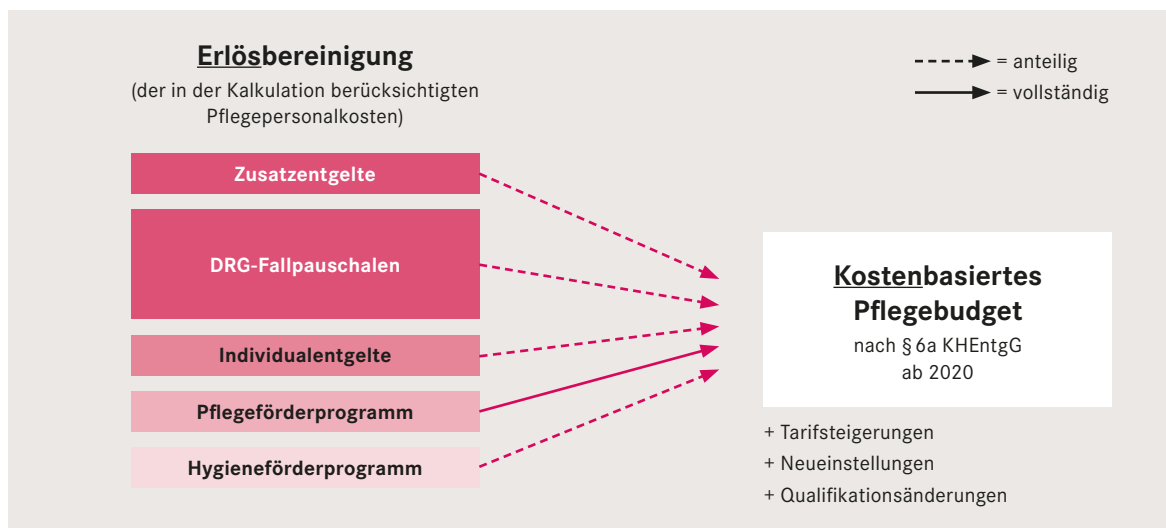 Erlösbereinigung
(der in der Kalkulation berücksichtigten
Pflegepersonalkosten)
= anteilig
= vollständig
Zusatzentgelte
DRG-Fallpauschalen
Individualentgelte
Pflegeförderprogramm
Hygieneförderprogramm
Kostenbasiertes
Pflegebudget
nach § 6a KHEntgG
ab 2020
+ Tarifsteigerungen
+ Neueinstellungen
+ Qualifikationsänderungen